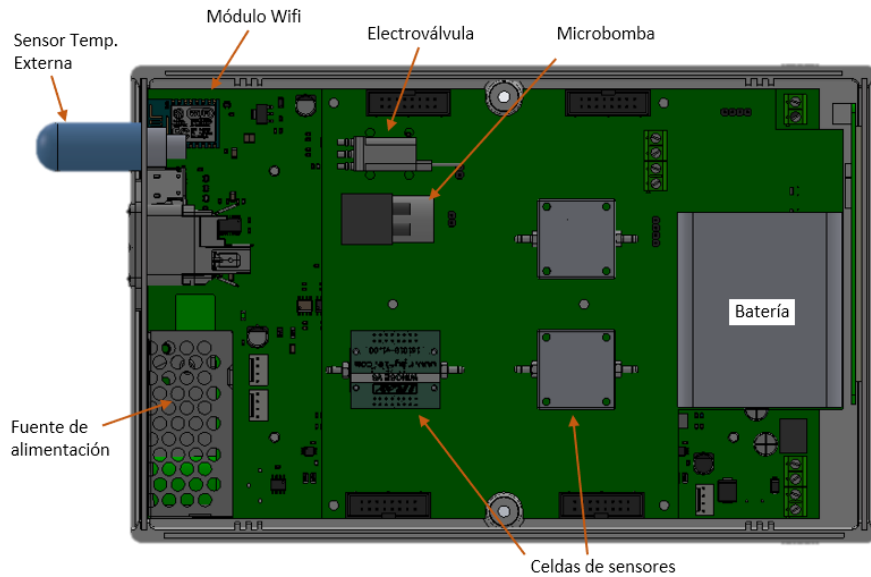 Módulo Wifi
Sensor Temp.
Externa
Electroválvula
Microbomba
Batería
Fuente de
alimentación
Celdas de sensores